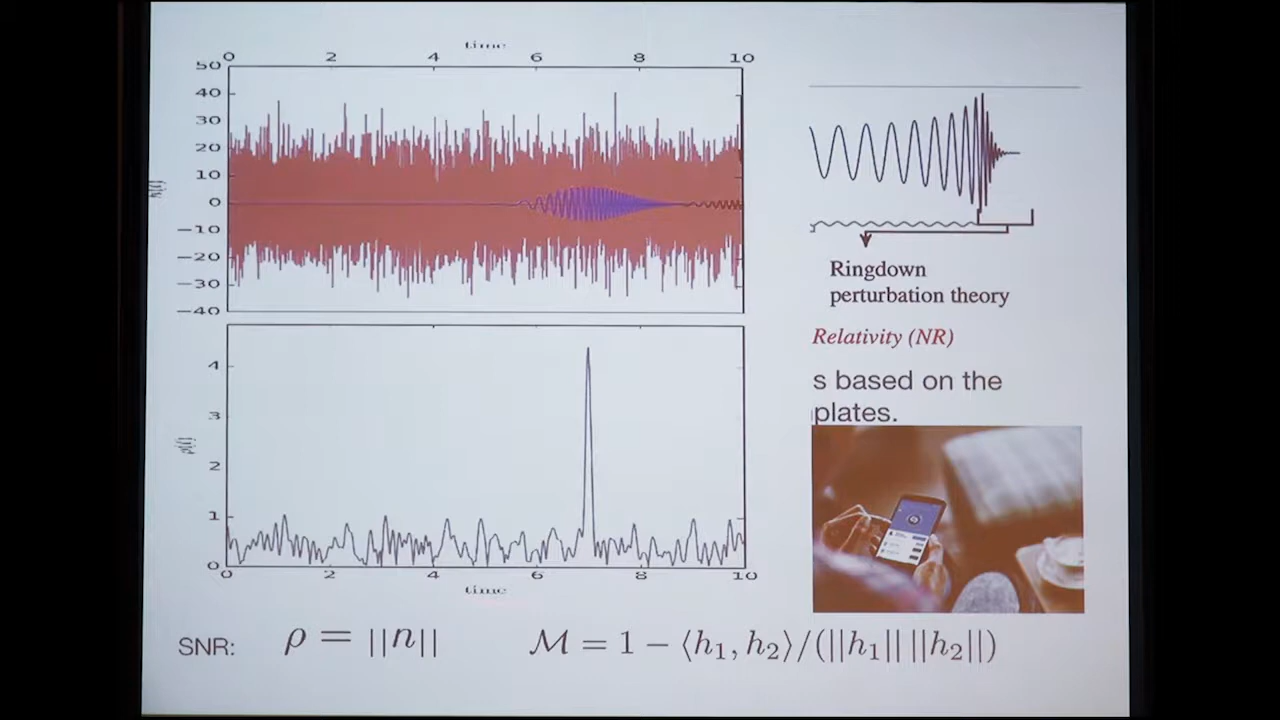 time
0 2 4 6 8 10
50
40
30
20
10
0
−10
−20
−30
−40
h(t)
4
3
2
1
0
ρ(t)
0 2 4 6 8 10
time
Ringdown
perturbation theory
Relativity (NR)
s based on the
plates.
SNR: ρ = ||n|| ℳ = 1 − ⟨h₁, h₂⟩/(||h₁|| ||h₂||)